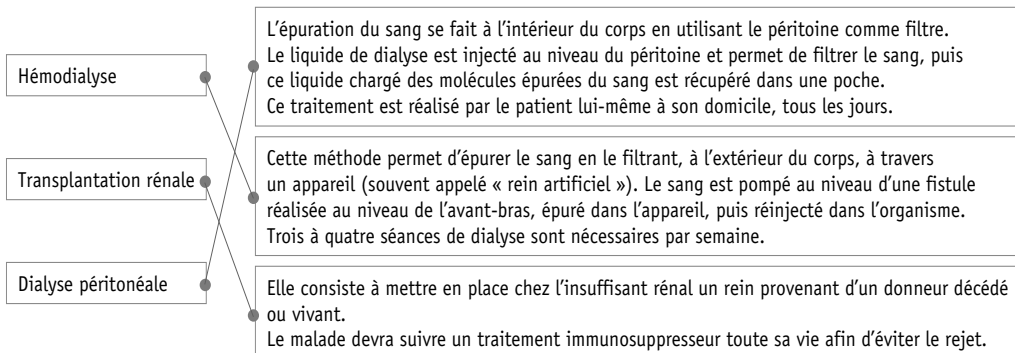 Hémodialyse
Transplantation rénale
Dialyse péritonéale
L'épuration du sang se fait à l'intérieur du corps en utilisant le péritoine comme filtre.
Le liquide de dialyse est injecté au niveau du péritoine et permet de filtrer le sang, puis
ce liquide chargé des molécules épurées du sang est récupéré dans une poche.
Ce traitement est réalisé par le patient lui-même à son domicile, tous les jours.
Cette méthode permet d'épurer le sang en le filtrant, à l'extérieur du corps, à travers
un appareil (souvent appelé « rein artificiel »). Le sang est pompé au niveau d'une fistule
réalisée au niveau de l'avant-bras, épuré dans l'appareil, puis réinjecté dans l'organisme.
Trois à quatre séances de dialyse sont nécessaires par semaine.
Elle consiste à mettre en place chez l'insuffisant rénal un rein provenant d'un donneur décédé
ou vivant.
Le malade devra suivre un traitement immunosuppresseur toute sa vie afin d'éviter le rejet.